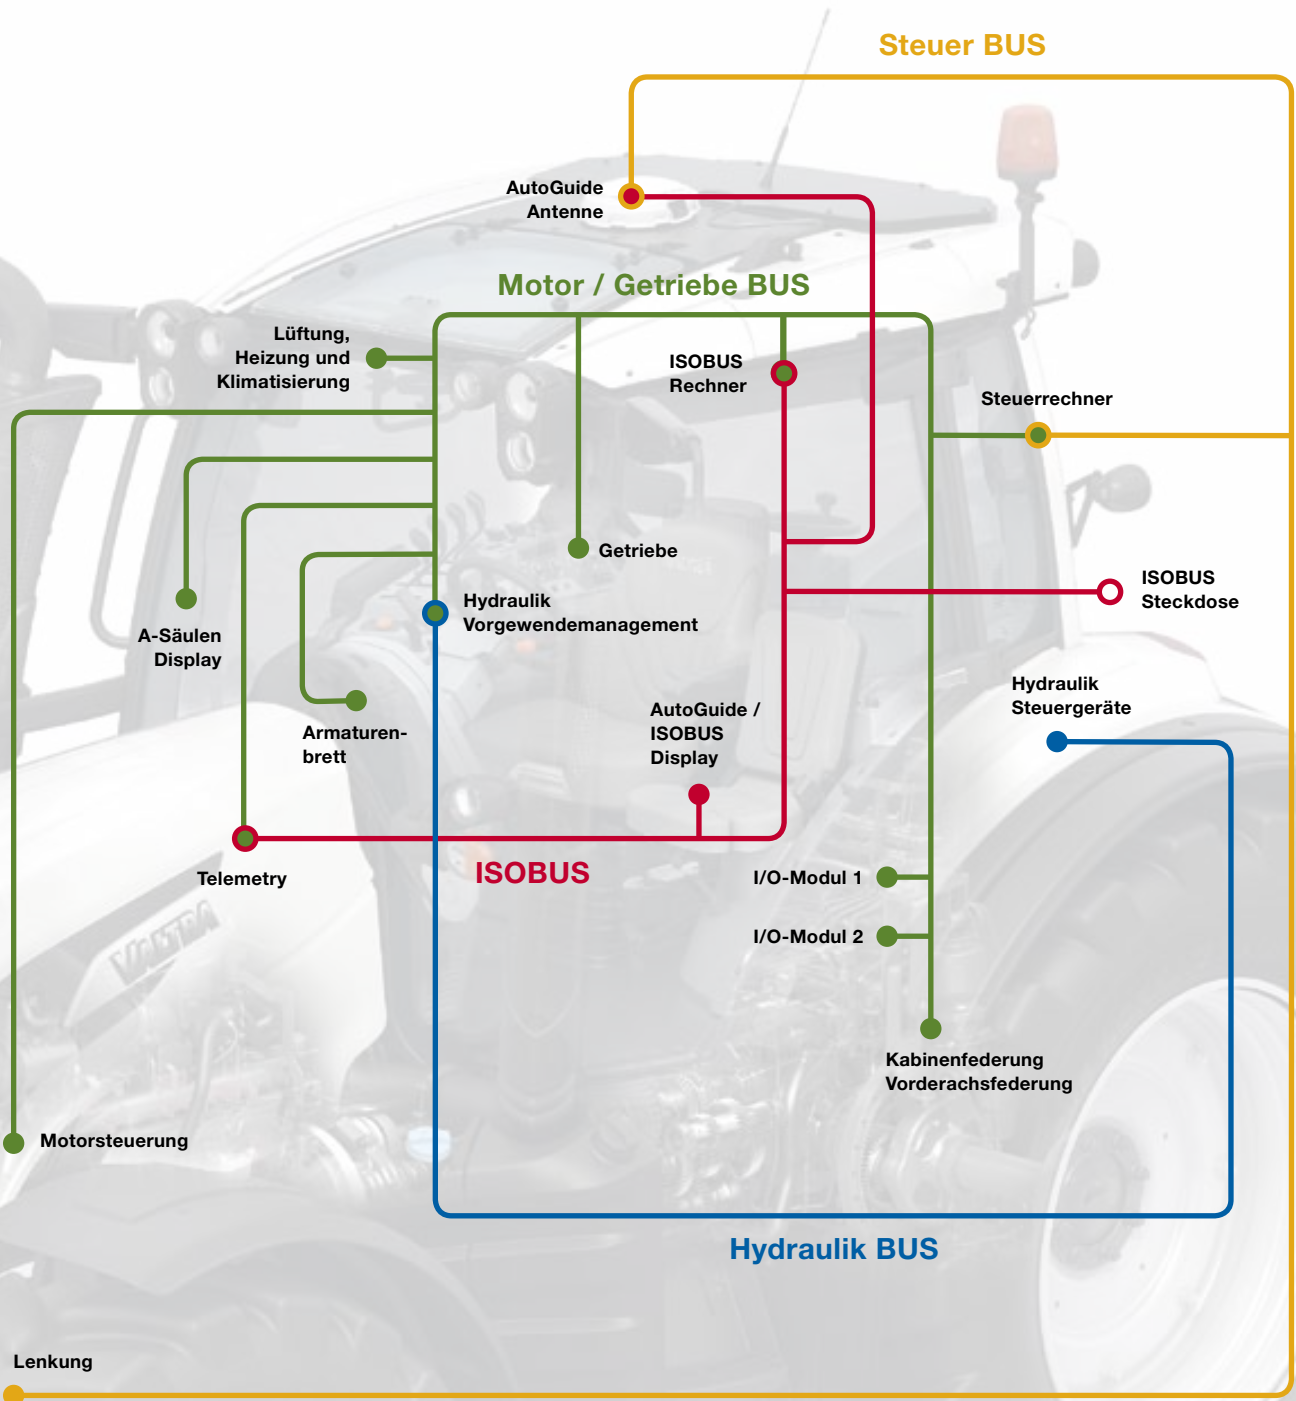 Steuer BUS
AutoGuide
Antenne
Motor / Getriebe BUS
Lüftung,
Heizung und
Klimatisierung
ISOBUS
Rechner
Steuerrechner
Getriebe
ISOBUS
Steckdose
Hydraulik
Vorgewendemanagement
A-Säulen
Display
Hydraulik
Steuergeräte
AutoGuide /
ISOBUS
Display
Armaturen-
brett
ISOBUS
Telemetry
I/O-Modul 1
I/O-Modul 2
VALTRA
Kabinenfederung
Vorderachsfederung
Motorsteuerung
Hydraulik BUS
Lenkung